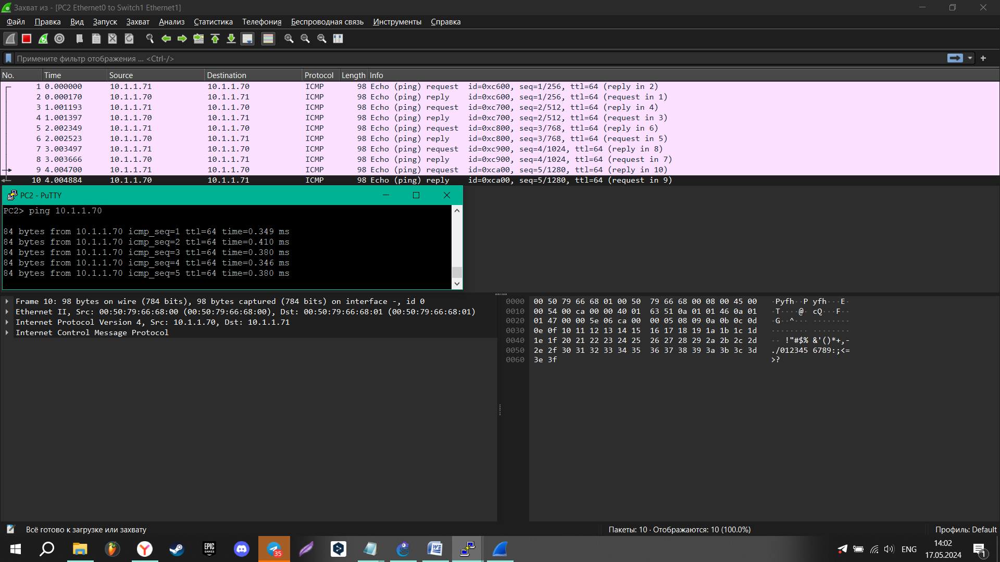 Захват из - [PC2 Ethernet0 to Switch1 Ethernet1]
Файл Правка Вид Запуск Захват Анализ Статистика Телефония Беспроводная связь Инструменты Справка
Примените фильтр отображения ... <Ctrl-/>
No. Time Source Destination Protocol Length Info
1 0.000000 10.1.1.71 10.1.1.70 ICMP 98 Echo (ping) request id=0xc600, seq=1/256, ttl=64 (reply in 2)
2 0.000170 10.1.1.70 10.1.1.71 ICMP 98 Echo (ping) reply id=0xc600, seq=1/256, ttl=64 (request in 1)
3 1.001193 10.1.1.71 10.1.1.70 ICMP 98 Echo (ping) request id=0xc700, seq=2/512, ttl=64 (reply in 4)
4 1.001397 10.1.1.70 10.1.1.71 ICMP 98 Echo (ping) reply id=0xc700, seq=2/512, ttl=64 (request in 3)
5 2.002349 10.1.1.71 10.1.1.70 ICMP 98 Echo (ping) request id=0xc800, seq=3/768, ttl=64 (reply in 6)
6 2.002523 10.1.1.70 10.1.1.71 ICMP 98 Echo (ping) reply id=0xc800, seq=3/768, ttl=64 (request in 5)
7 3.003497 10.1.1.71 10.1.1.70 ICMP 98 Echo (ping) request id=0xc900, seq=4/1024, ttl=64 (reply in 8)
8 3.003666 10.1.1.70 10.1.1.71 ICMP 98 Echo (ping) reply id=0xc900, seq=4/1024, ttl=64 (request in 7)
9 4.004700 10.1.1.71 10.1.1.70 ICMP 98 Echo (ping) request id=0xca00, seq=5/1280, ttl=64 (reply in 10)
10 4.004884 10.1.1.70 10.1.1.71 ICMP 98 Echo (ping) reply id=0xca00, seq=5/1280, ttl=64 (request in 9)
PC2 - PuTTY
PC2> ping 10.1.1.70
84 bytes from 10.1.1.70 icmp_seq=1 ttl=64 time=0.349 ms
84 bytes from 10.1.1.70 icmp_seq=2 ttl=64 time=0.410 ms
84 bytes from 10.1.1.70 icmp_seq=3 ttl=64 time=0.380 ms
84 bytes from 10.1.1.70 icmp_seq=4 ttl=64 time=0.346 ms
84 bytes from 10.1.1.70 icmp_seq=5 ttl=64 time=0.380 ms
Frame 10: 98 bytes on wire (784 bits), 98 bytes captured (784 bits) on interface -, id 0
Ethernet II, Src: 00:50:79:66:68:00 (00:50:79:66:68:00), Dst: 00:50:79:66:68:01 (00:50:79:66:68:01)
Internet Protocol Version 4, Src: 10.1.1.70, Dst: 10.1.1.71
Internet Control Message Protocol
0000 00 50 79 66 68 01 00 50 79 66 68 00 08 00 45 00 ·Pyfh··P yfh···E·
0010 00 54 00 ca 00 00 40 01 63 51 0a 01 01 46 0a 01 ·T····@· cQ···F··
0020 01 47 00 00 5e 06 ca 00 00 05 08 09 0a 0b 0c 0d ·G··^··· ········
0030 0e 0f 10 11 12 13 14 15 16 17 18 19 1a 1b 1c 1d ········ ········
0040 1e 1f 20 21 22 23 24 25 26 27 28 29 2a 2b 2c 2d ·· !"#$% &'()*+,-
0050 2e 2f 30 31 32 33 34 35 36 37 38 39 3a 3b 3c 3d ./012345 6789:;<=
0060 3e 3f >?
Всё готово к загрузке или захвату
Пакеты: 10 · Отображаются: 10 (100.0%)
Профиль: Default
EPIC GAMES
35
ENG
14:02
17.05.2024
1